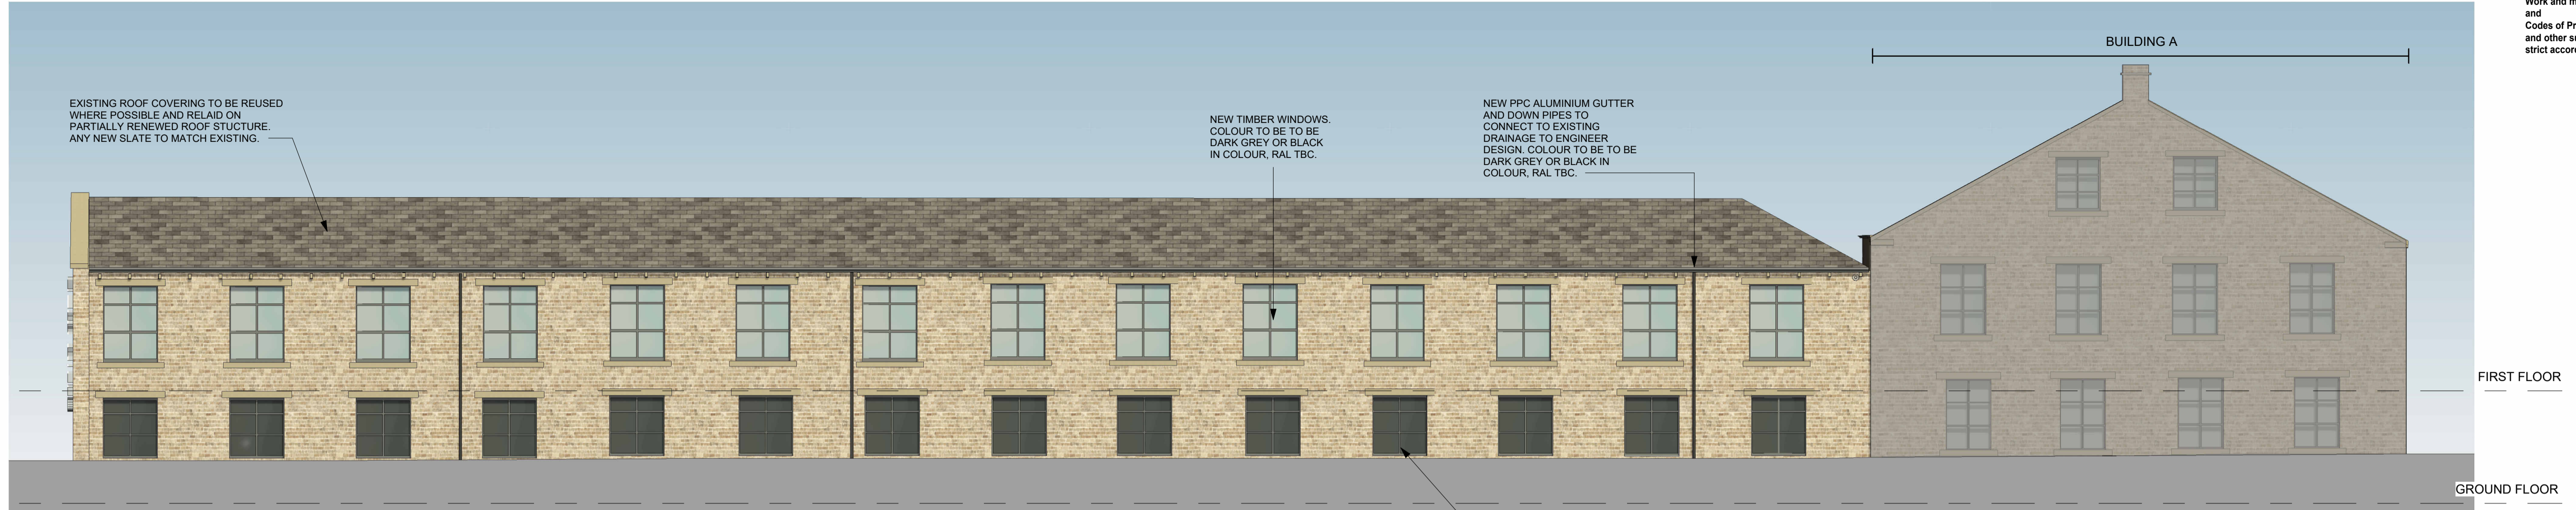 Work and m
and
Codes of Pr
and other s
strict accor
BUILDING A
EXISTING ROOF COVERING TO BE REUSED
WHERE POSSIBLE AND RELAID ON
PARTIALLY RENEWED ROOF STUCTURE.
ANY NEW SLATE TO MATCH EXISTING.
NEW TIMBER WINDOWS.
COLOUR TO BE TO BE
DARK GREY OR BLACK
IN COLOUR, RAL TBC.
NEW PPC ALUMINIUM GUTTER
AND DOWN PIPES TO
CONNECT TO EXISTING
DRAINAGE TO ENGINEER
DESIGN. COLOUR TO BE TO BE
DARK GREY OR BLACK IN
COLOUR, RAL TBC.
FIRST FLOOR
GROUND FLOOR